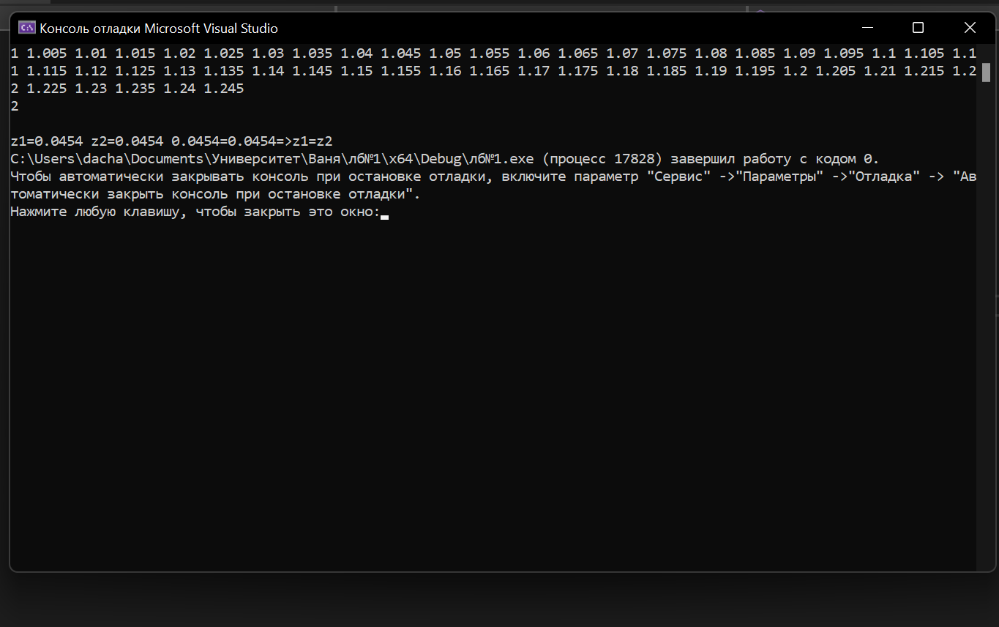 Консоль отладки Microsoft Visual Studio
1 1.005 1.01 1.015 1.02 1.025 1.03 1.035 1.04 1.045 1.05 1.055 1.06 1.065 1.07 1.075 1.08 1.085 1.09 1.095 1.1 1.105 1.1
1 1.115 1.12 1.125 1.13 1.135 1.14 1.145 1.15 1.155 1.16 1.165 1.17 1.175 1.18 1.185 1.19 1.195 1.2 1.205 1.21 1.215 1.2
2 1.225 1.23 1.235 1.24 1.245
2
z1=0.0454 z2=0.0454 0.0454=0.0454=>z1=z2
C:\Users\dacha\Documents\Университет\Ваня\лб№1\x64\Debug\лб№1.exe (процесс 17828) завершил работу с кодом 0.
Чтобы автоматически закрывать консоль при остановке отладки, включите параметр "Сервис" ->"Параметры" ->"Отладка" -> "Ав
томатически закрыть консоль при остановке отладки".
Нажмите любую клавишу, чтобы закрыть это окно: